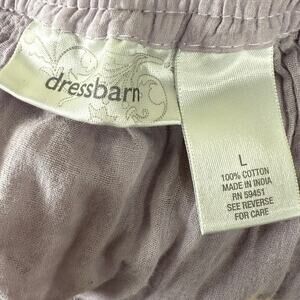 dressbarn
L
100% COTTON
MADE IN INDIA
RN 59451
SEE REVERSE
FOR CARE